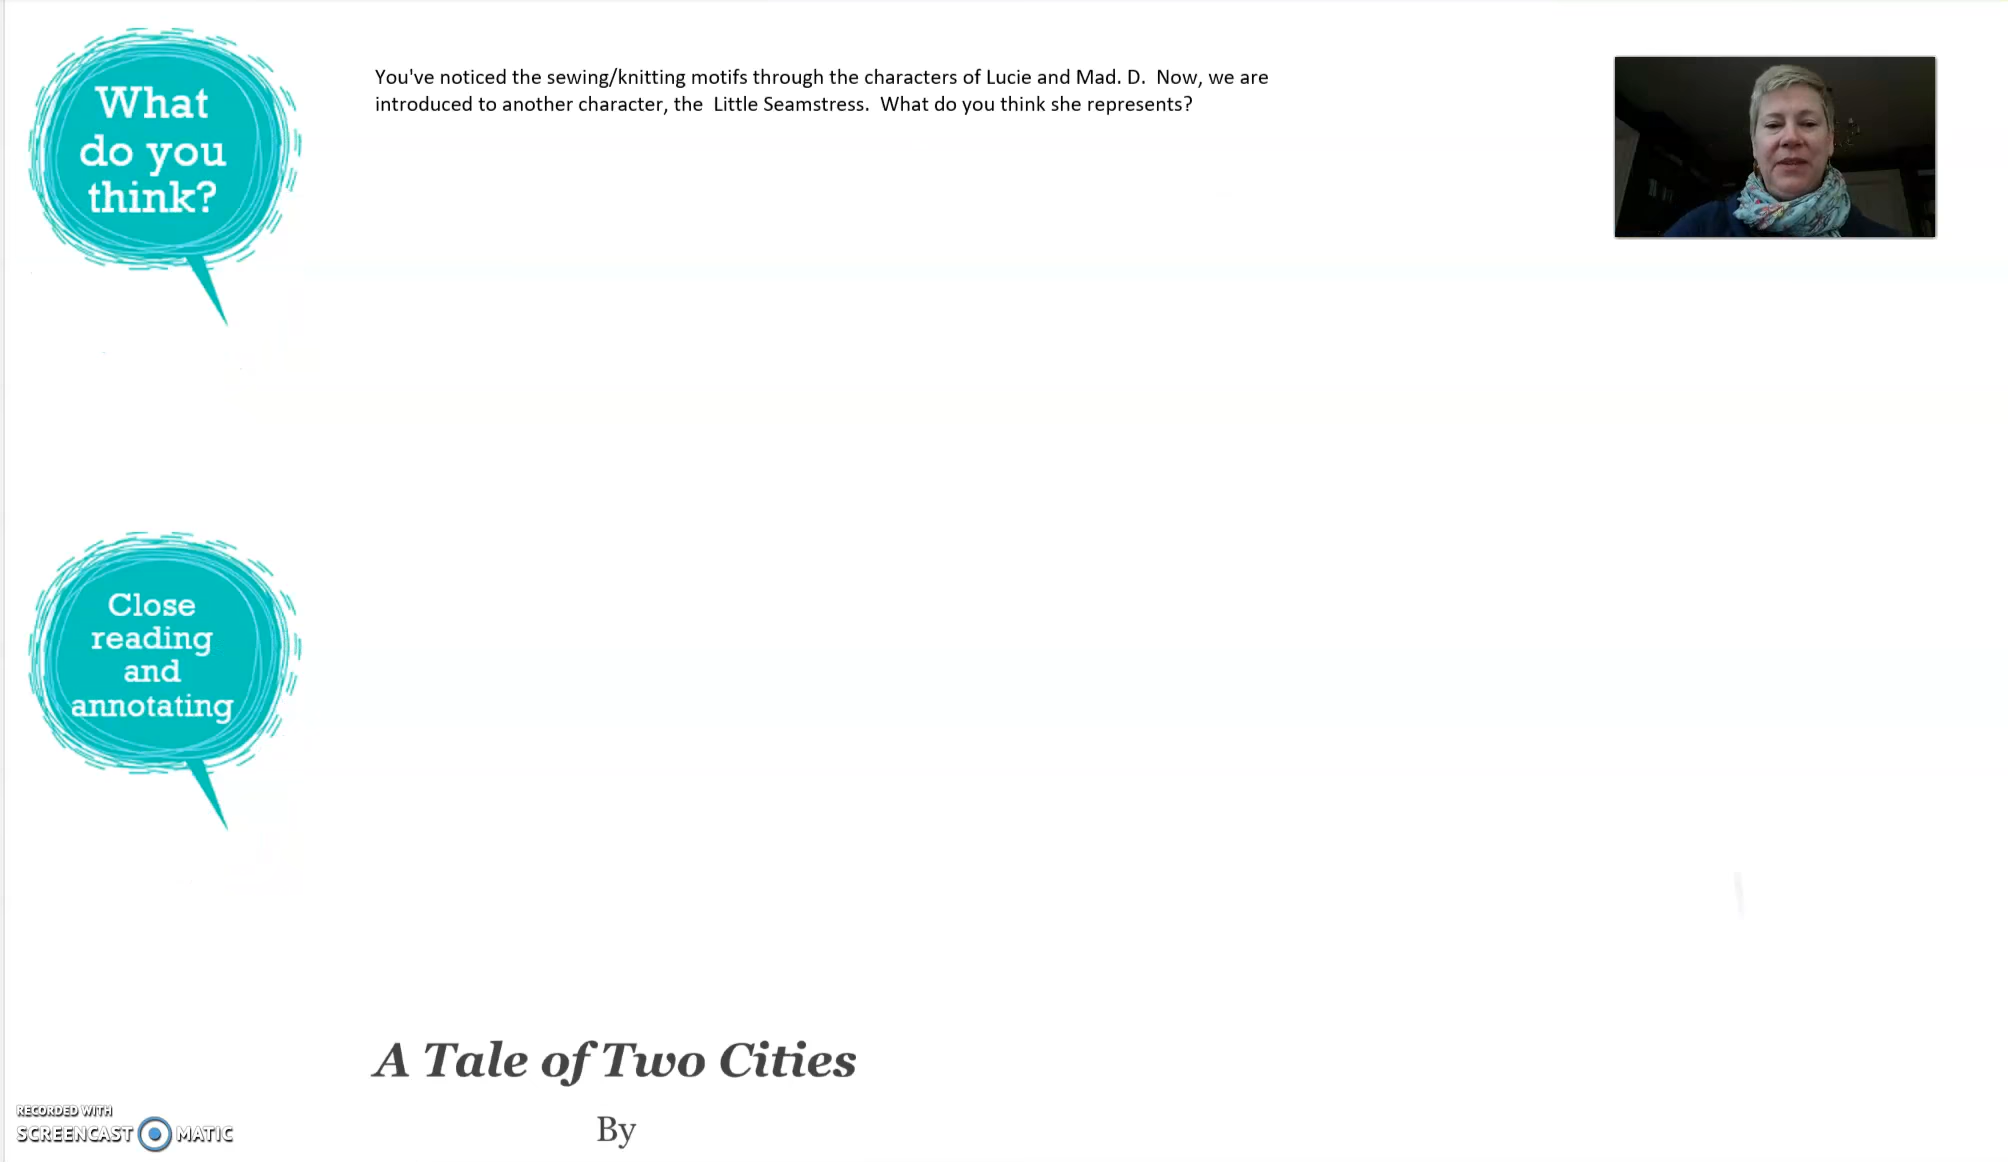 What
do you
think?
You've noticed the sewing/knitting motifs through the characters of Lucie and Mad. D.  Now, we are
introduced to another character, the  Little Seamstress.  What do you think she represents?
Close
reading
and
annotating
A Tale of Two Cities
By
RECORDED WITH
SCREENCAST MATIC